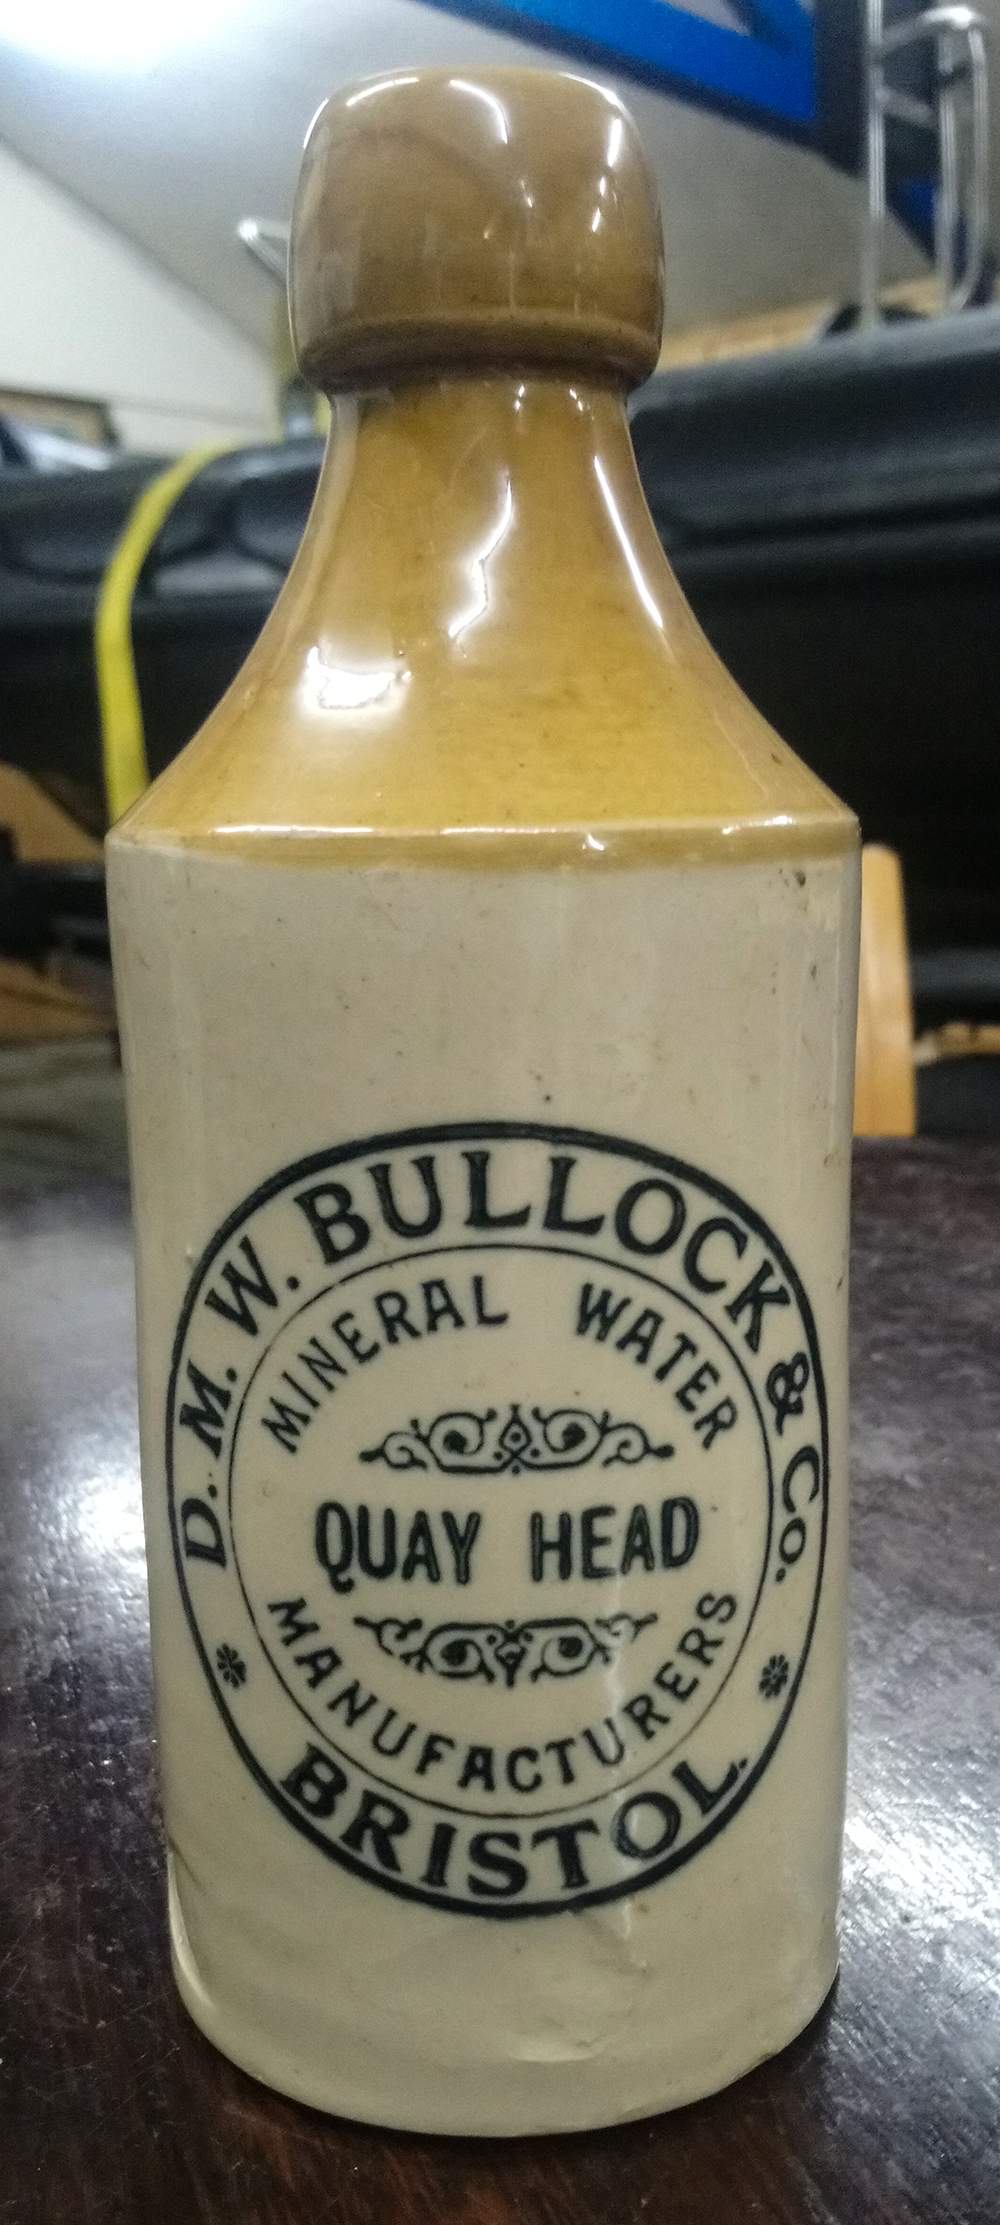 D. M. W. BULLOCK & Co.
MINERAL WATER
QUAY HEAD
MANUFACTURERS
BRISTOL.